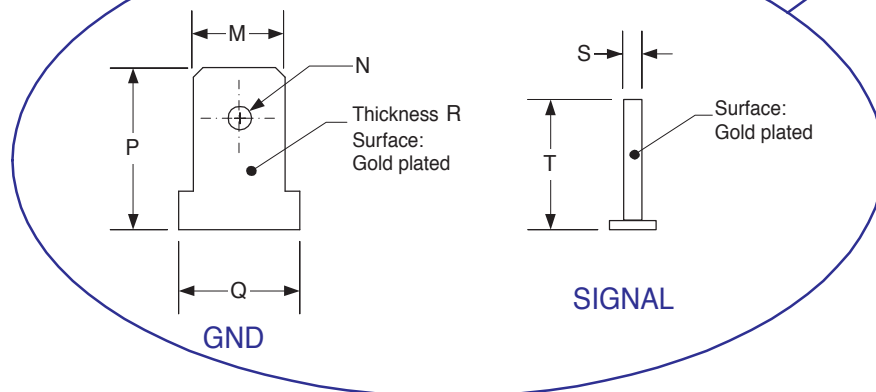 M
N
Thickness R
Surface:
Gold plated
P
Q
GND
S
Surface:
Gold plated
T
SIGNAL